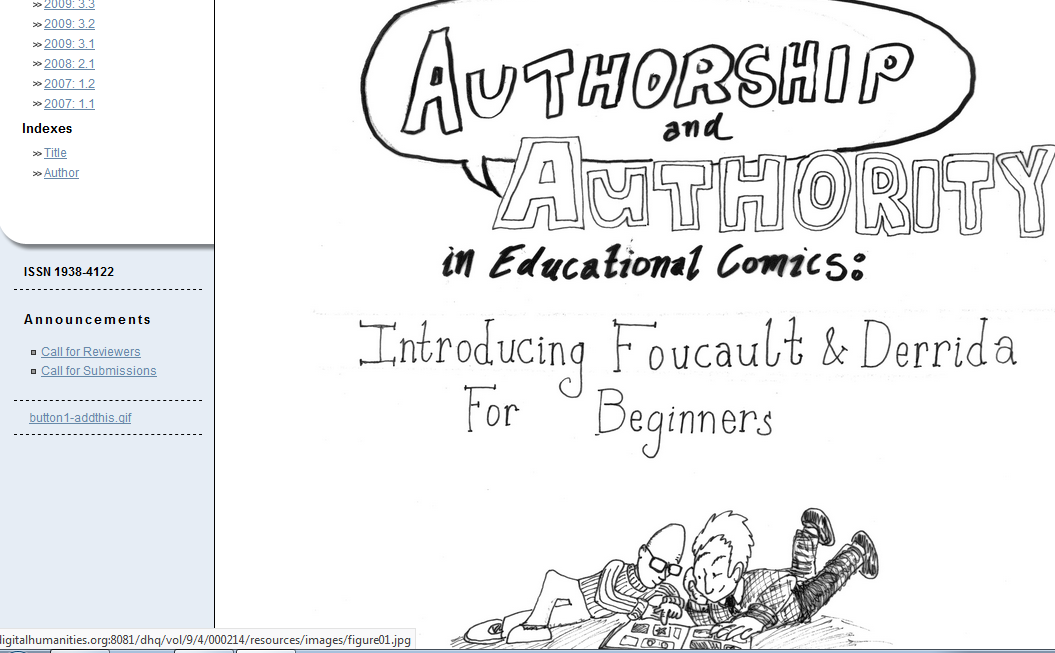 >> 2009: 3.3
>> 2009: 3.2
>> 2009: 3.1
>> 2008: 2.1
>> 2007: 1.2
>> 2007: 1.1
Indexes
>> Title
>> Author
ISSN 1938-4122
Announcements
Call for Reviewers
Call for Submissions
button1-addthis.gif
ligitalhumanities.org:8081/dhq/vol/9/4/000214/resources/images/figure01.jpg
AUTHORSHIP
and
AUTHORITY
in Educational Comics:
Introducing Foucault & Derrida
For Beginners